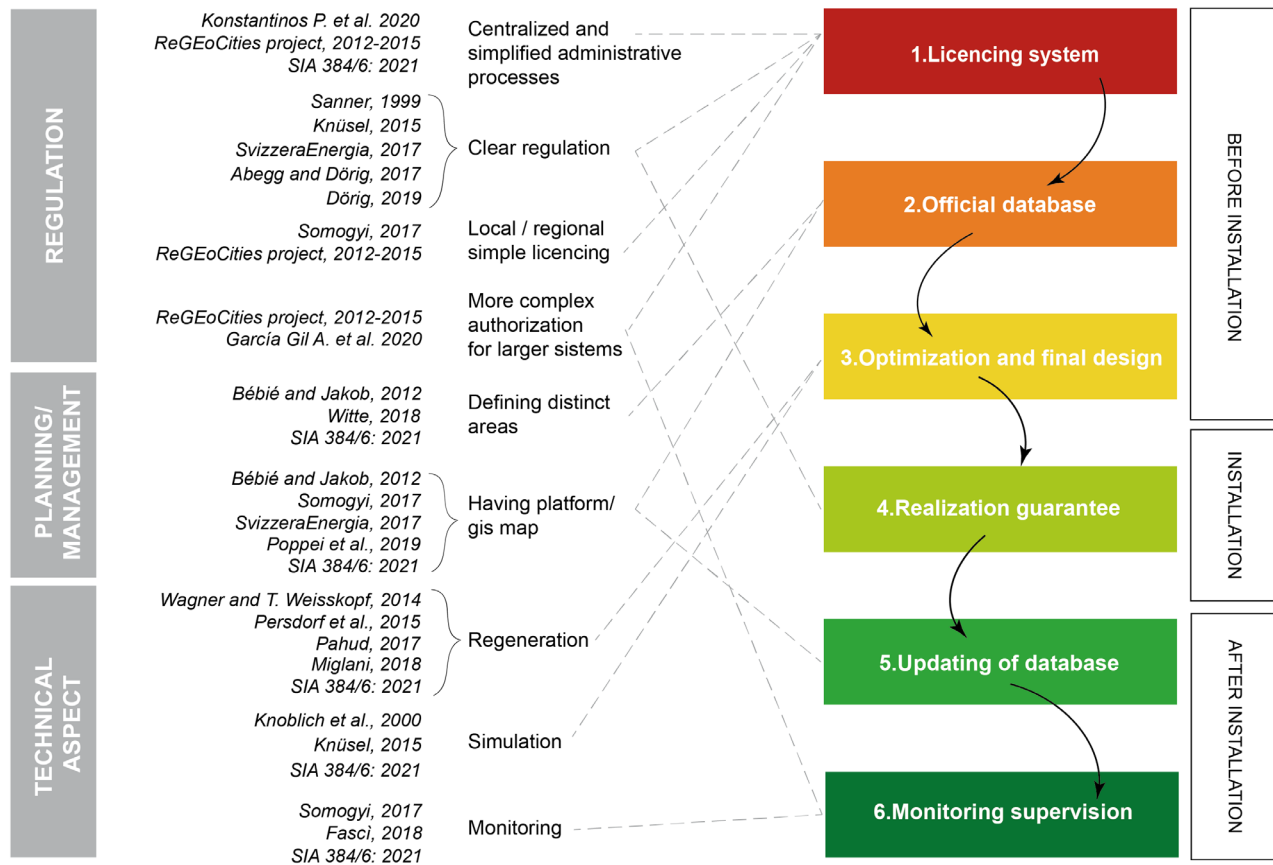 REGULATION
Konstantinos P. et al. 2020
ReGEoCities project, 2012-2015
SIA 384/6: 2021
Centralized and
simplified administrative
processes
Sanner, 1999
Knüsel, 2015
SvizzeraEnergia, 2017
Abegg and Dörig, 2017
Dörig, 2019
Clear regulation
Somogyi, 2017
ReGEoCities project, 2012-2015
Local / regional
simple licencing
ReGEoCities project, 2012-2015
García Gil A. et al. 2020
More complex
authorization
for larger sistems
PLANNING/
MANAGEMENT
Bébié and Jakob, 2012
Witte, 2018
SIA 384/6: 2021
Defining distinct
areas
Bébié and Jakob, 2012
Somogyi, 2017
SvizzeraEnergia, 2017
Poppei et al., 2019
SIA 384/6: 2021
Having platform/
gis map
TECHNICAL
ASPECT
Wagner and T. Weisskopf, 2014
Persdorf et al., 2015
Pahud, 2017
Miglani, 2018
SIA 384/6: 2021
Regeneration
Knoblich et al., 2000
Knüsel, 2015
SIA 384/6: 2021
Simulation
Somogyi, 2017
Fascì, 2018
SIA 384/6: 2021
Monitoring
1.Licencing system
2.Official database
3.Optimization and final design
4.Realization guarantee
5.Updating of database
6.Monitoring supervision
BEFORE INSTALLATION
INSTALLATION
AFTER INSTALLATION